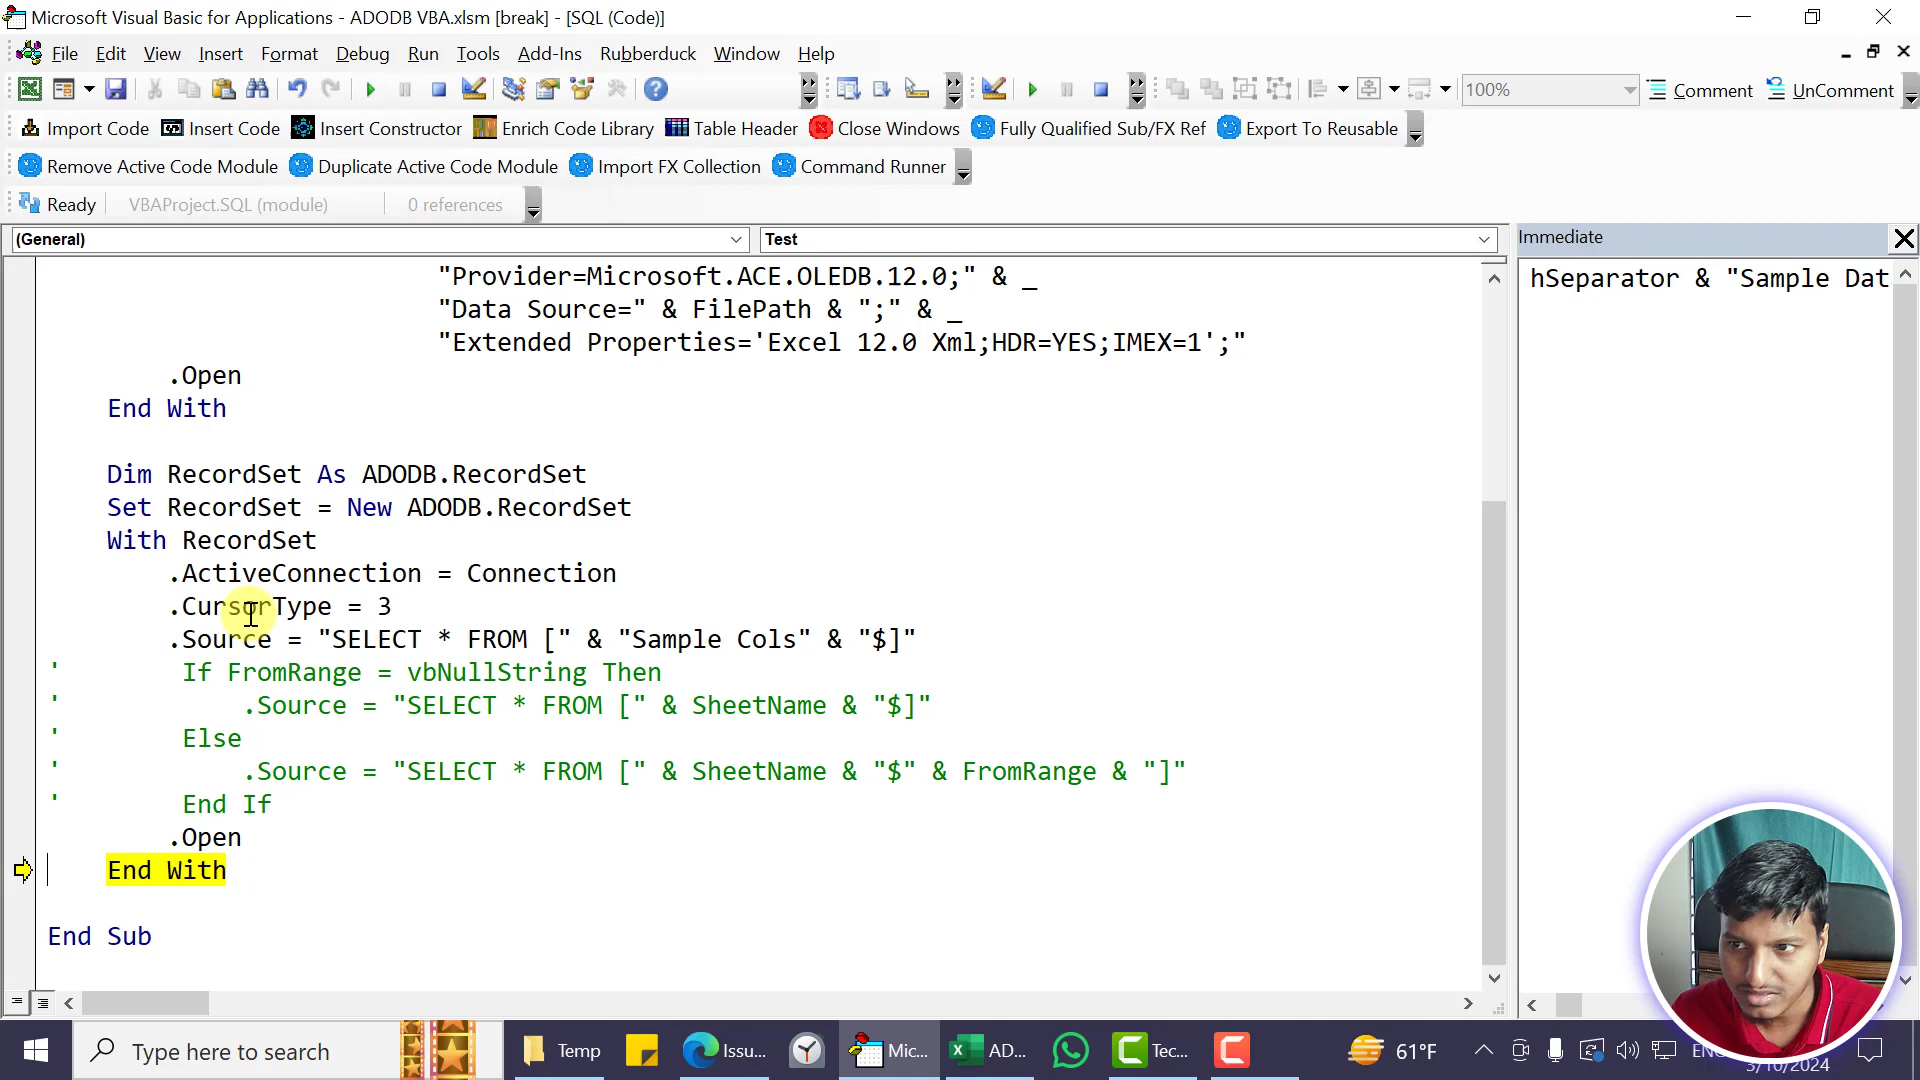 Microsoft Visual Basic for Applications - ADODB VBA.xlsm [break] - [SQL (Code)]
File Edit View Insert Format Debug Run Tools Add-Ins Rubberduck Window Help
100% Comment UnComment
Import Code Insert Code Insert Constructor Enrich Code Library Table Header Close Windows Fully Qualified Sub/FX Ref Export To Reusable
Remove Active Code Module Duplicate Active Code Module Import FX Collection Command Runner
Ready VBAProject.SQL (module) 0 references
(General) Test
Immediate
hSeparator & "Sample Dat
"Provider=Microsoft.ACE.OLEDB.12.0;" & _
"Data Source=" & FilePath & ";" & _
"Extended Properties='Excel 12.0 Xml;HDR=YES;IMEX=1';"
.Open
End With
Dim RecordSet As ADODB.RecordSet
Set RecordSet = New ADODB.RecordSet
With RecordSet
.ActiveConnection = Connection
.CursorType = 3
.Source = "SELECT * FROM [" & "Sample Cols" & "$]"
' If FromRange = vbNullString Then
' .Source = "SELECT * FROM [" & SheetName & "$]"
' Else
' .Source = "SELECT * FROM [" & SheetName & "$" & FromRange & "]"
' End If
.Open
End With
End Sub
Type here to search Temp Issu... Mic... AD... Tec... 61°F
3/10/2024